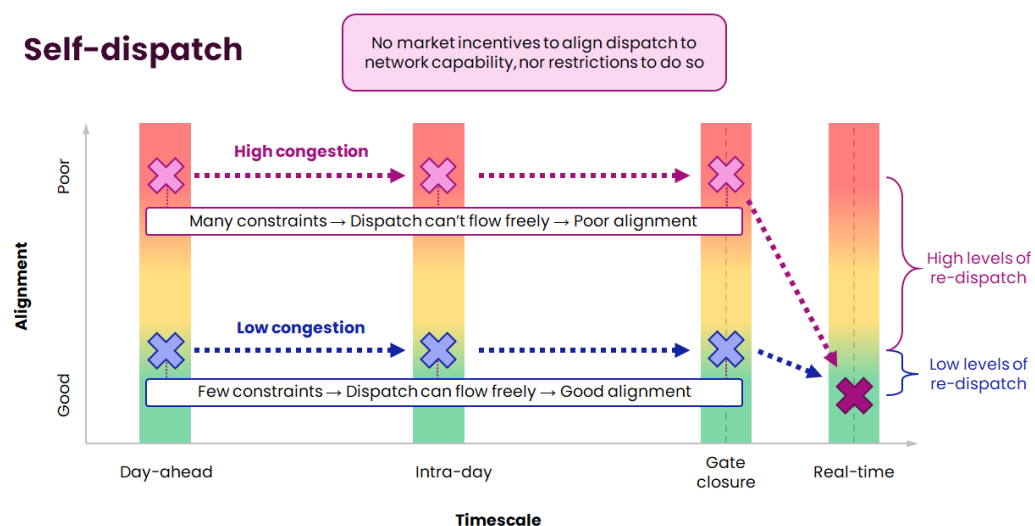 Self-dispatch
No market incentives to align dispatch to
network capability, nor restrictions to do so
Poor
High congestion
Many constraints → Dispatch can't flow freely → Poor alignment
High levels of
re-dispatch
Alignment
Low congestion
Few constraints → Dispatch can flow freely → Good alignment
Low levels of
re-dispatch
Good
Day-ahead
Intra-day
Gate
closure
Real-time
Timescale